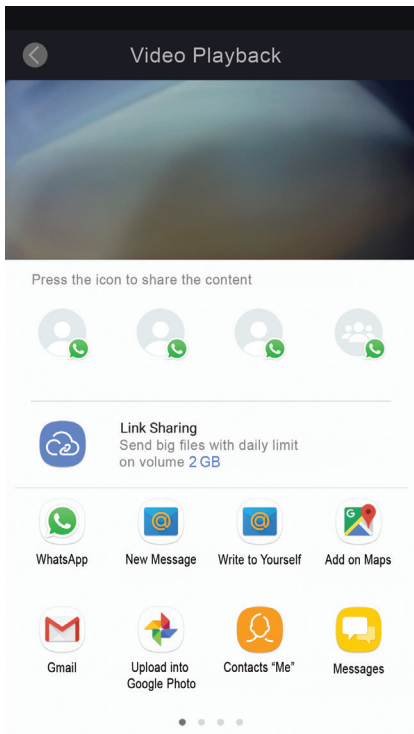 Video Playback
Press the icon to share the content
Link Sharing
Send big files with daily limit
on volume 2 GB
WhatsApp
New Message
Write to Yourself
Add on Maps
Gmail
Upload into
Google Photo
Contacts “Me”
Messages